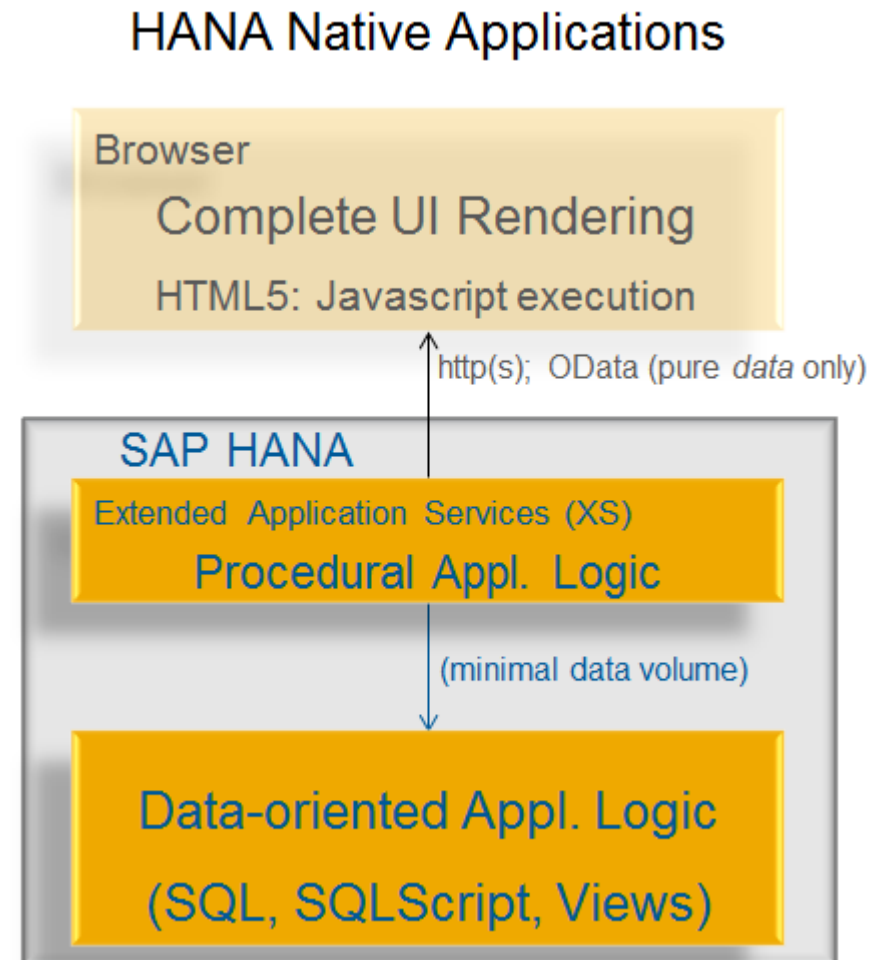 HANA Native Applications
Browser
Complete UI Rendering
HTML5: Javascript execution
http(s); OData (pure data only)
SAP HANA
Extended Application Services (XS)
Procedural Appl. Logic
(minimal data volume)
Data-oriented Appl. Logic
(SQL, SQLScript, Views)